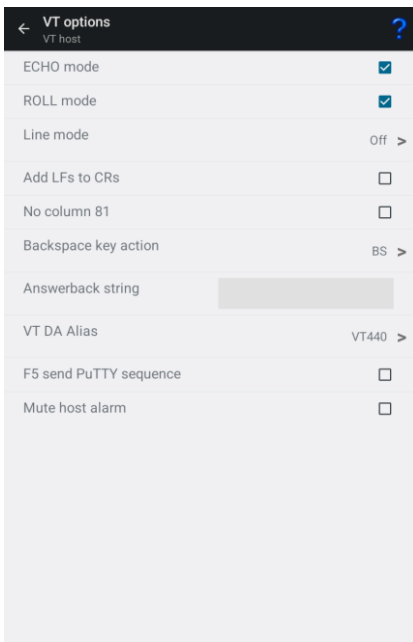 VT options
VT host
?
ECHO mode
ROLL mode
Line mode Off >
Add LFs to CRs
No column 81
Backspace key action BS >
Answerback string
VT DA Alias VT440 >
F5 send PuTTY sequence
Mute host alarm